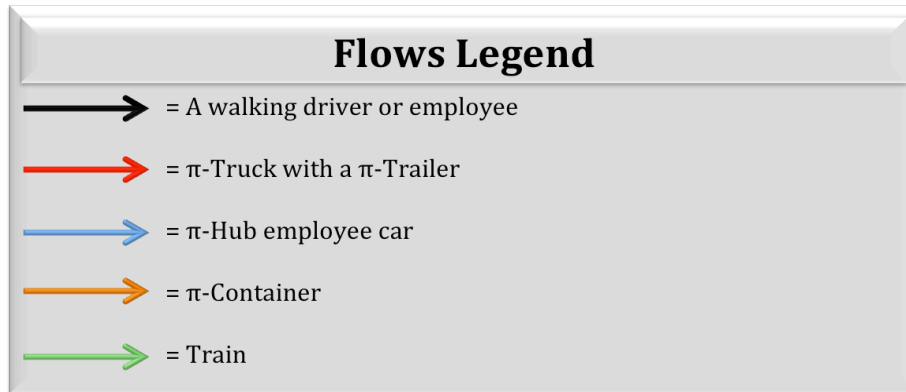 Flows Legend
= A walking driver or employee
= π-Truck with a π-Trailer
= π-Hub employee car
= π-Container
= Train